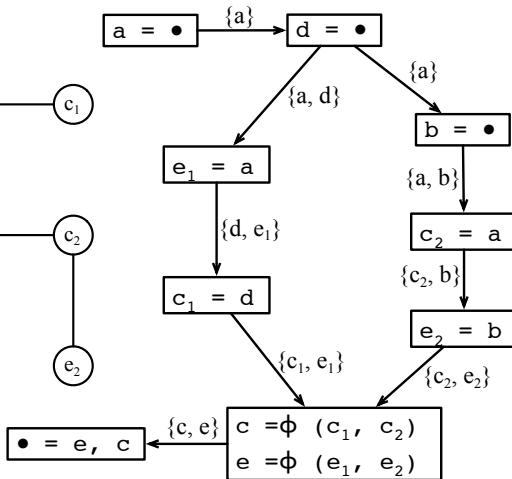 a = •
{a}
d = •
c₁
{a, d}
{a}
b = •
e₁ = a
{a, b}
c₂
{d, e₁}
c₂ = a
{c₂, b}
c₁ = d
e₂ = b
e₂
{c₁, e₁}
{c₂, e₂}
{c, e}
c =ϕ (c₁, c₂)
e =ϕ (e₁, e₂)
• = e, c